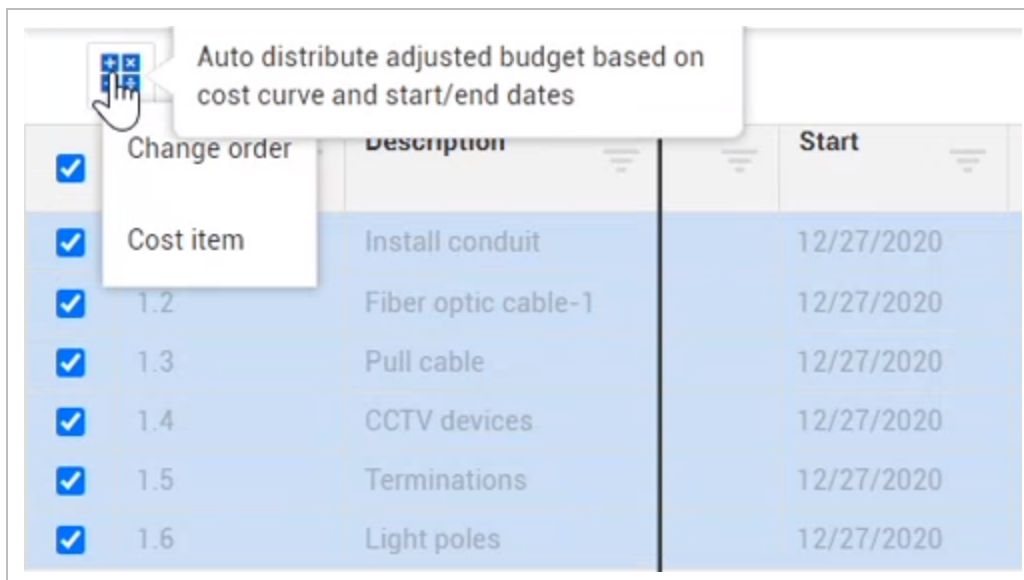 Auto distribute adjusted budget based on
cost curve and start/end dates
Change order
Cost item
Description
Start
Install conduit
12/27/2020
1.2
Fiber optic cable-1
12/27/2020
1.3
Pull cable
12/27/2020
1.4
CCTV devices
12/27/2020
1.5
Terminations
12/27/2020
1.6
Light poles
12/27/2020